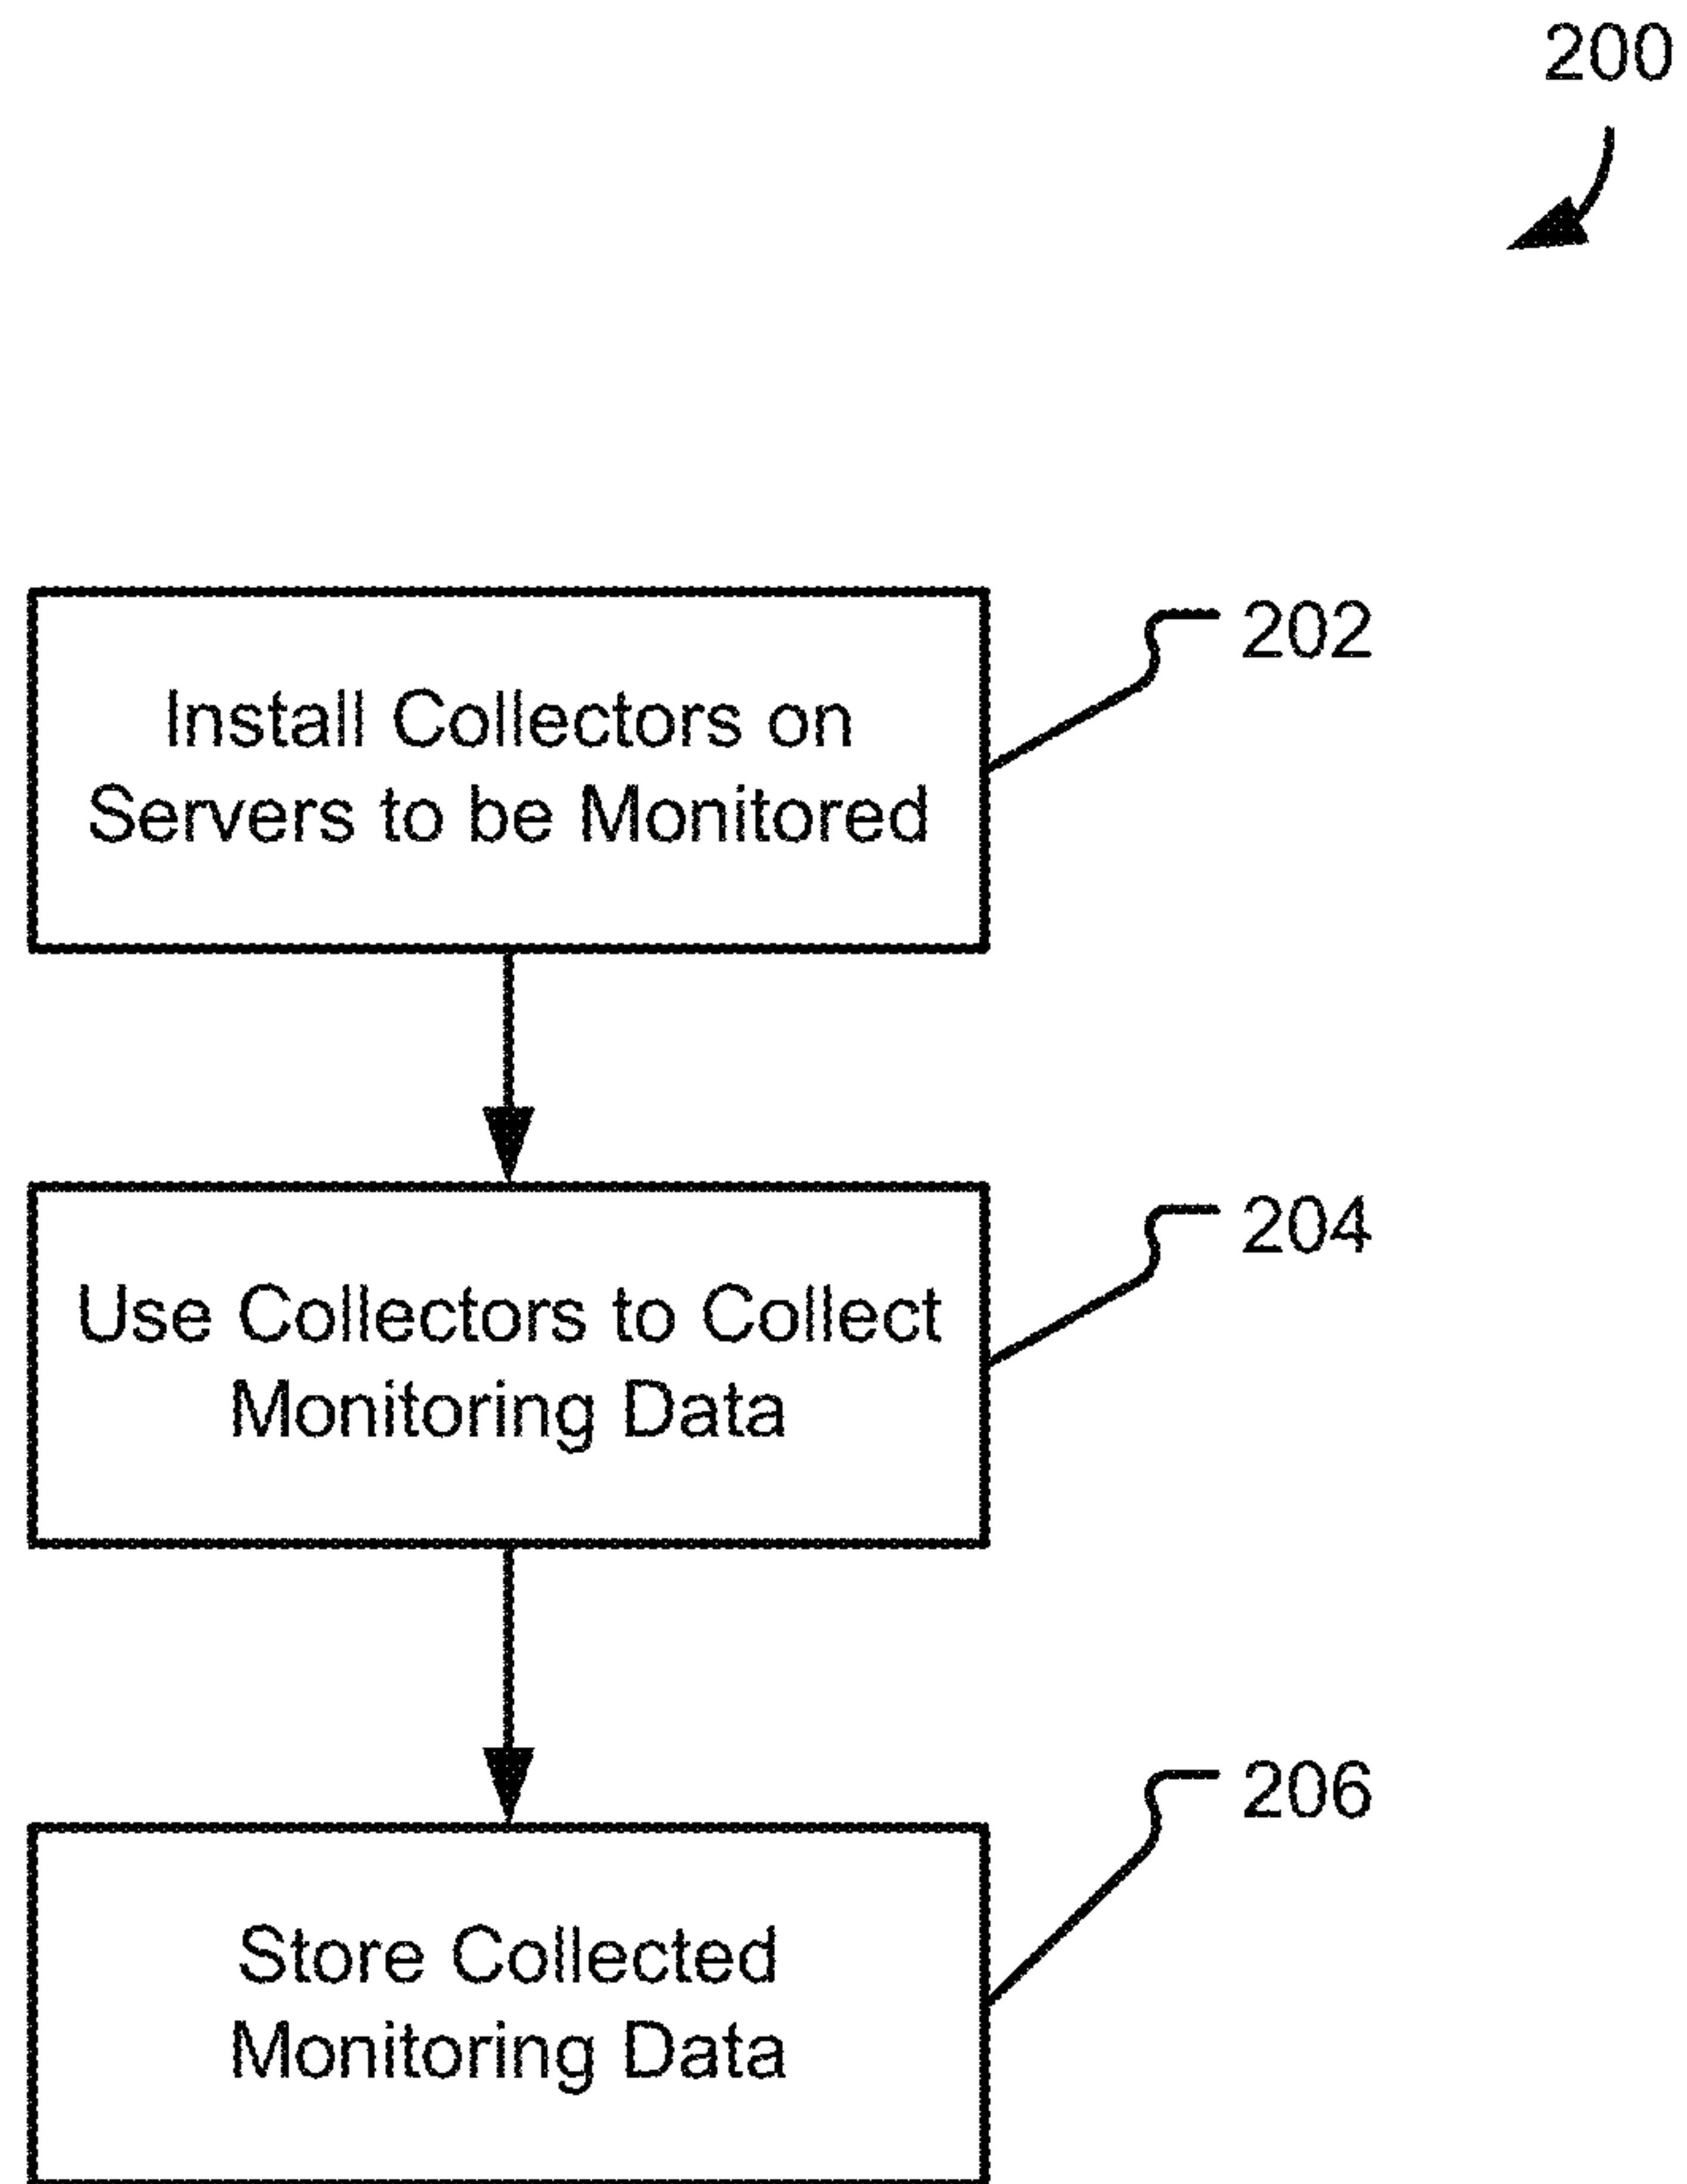 200
Install Collectors on
Servers to be Monitored
202
Use Collectors to Collect
Monitoring Data
204
Store Collected
Monitoring Data
206